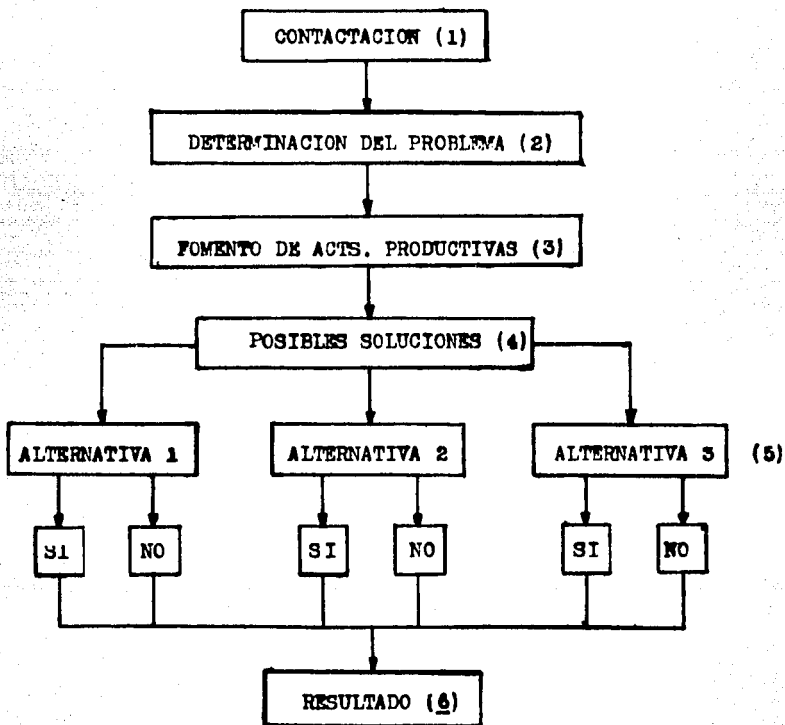 CONTACTACION (1)
DETERMINACION DEL PROBLEMA (2)
FOMENTO DE ACTS. PRODUCTIVAS (3)
POSIBLES SOLUCIONES (4)
ALTERNATIVA 1 ALTERNATIVA 2 ALTERNATIVA 3 (5)
SI NO SI NO SI NO
RESULTADO (6)